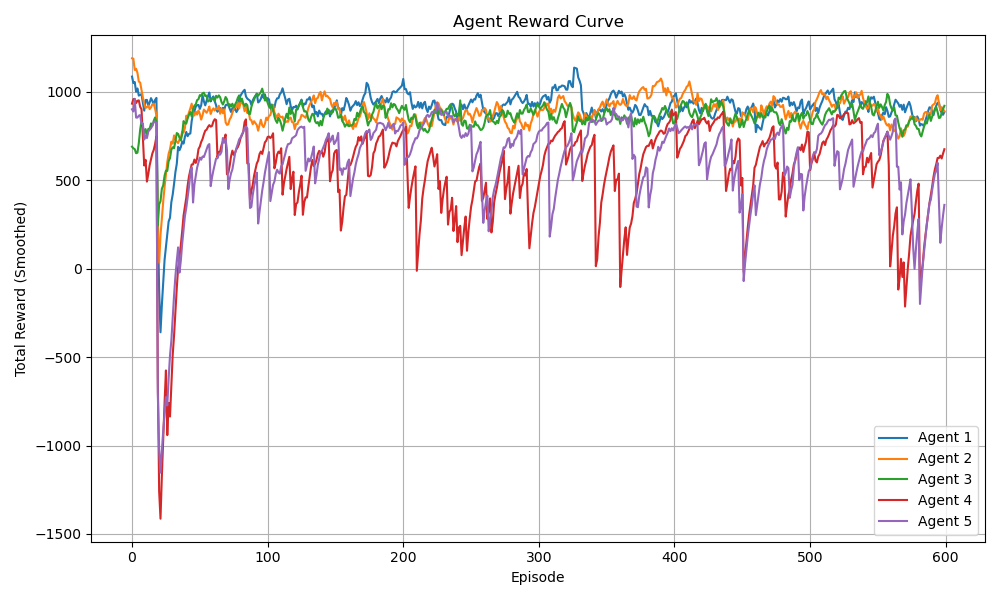 Agent Reward Curve
Total Reward (Smoothed)
1000
500
0
−500
−1000
−1500
0 100 200 300 400 500 600
Episode
Agent 1
Agent 2
Agent 3
Agent 4
Agent 5